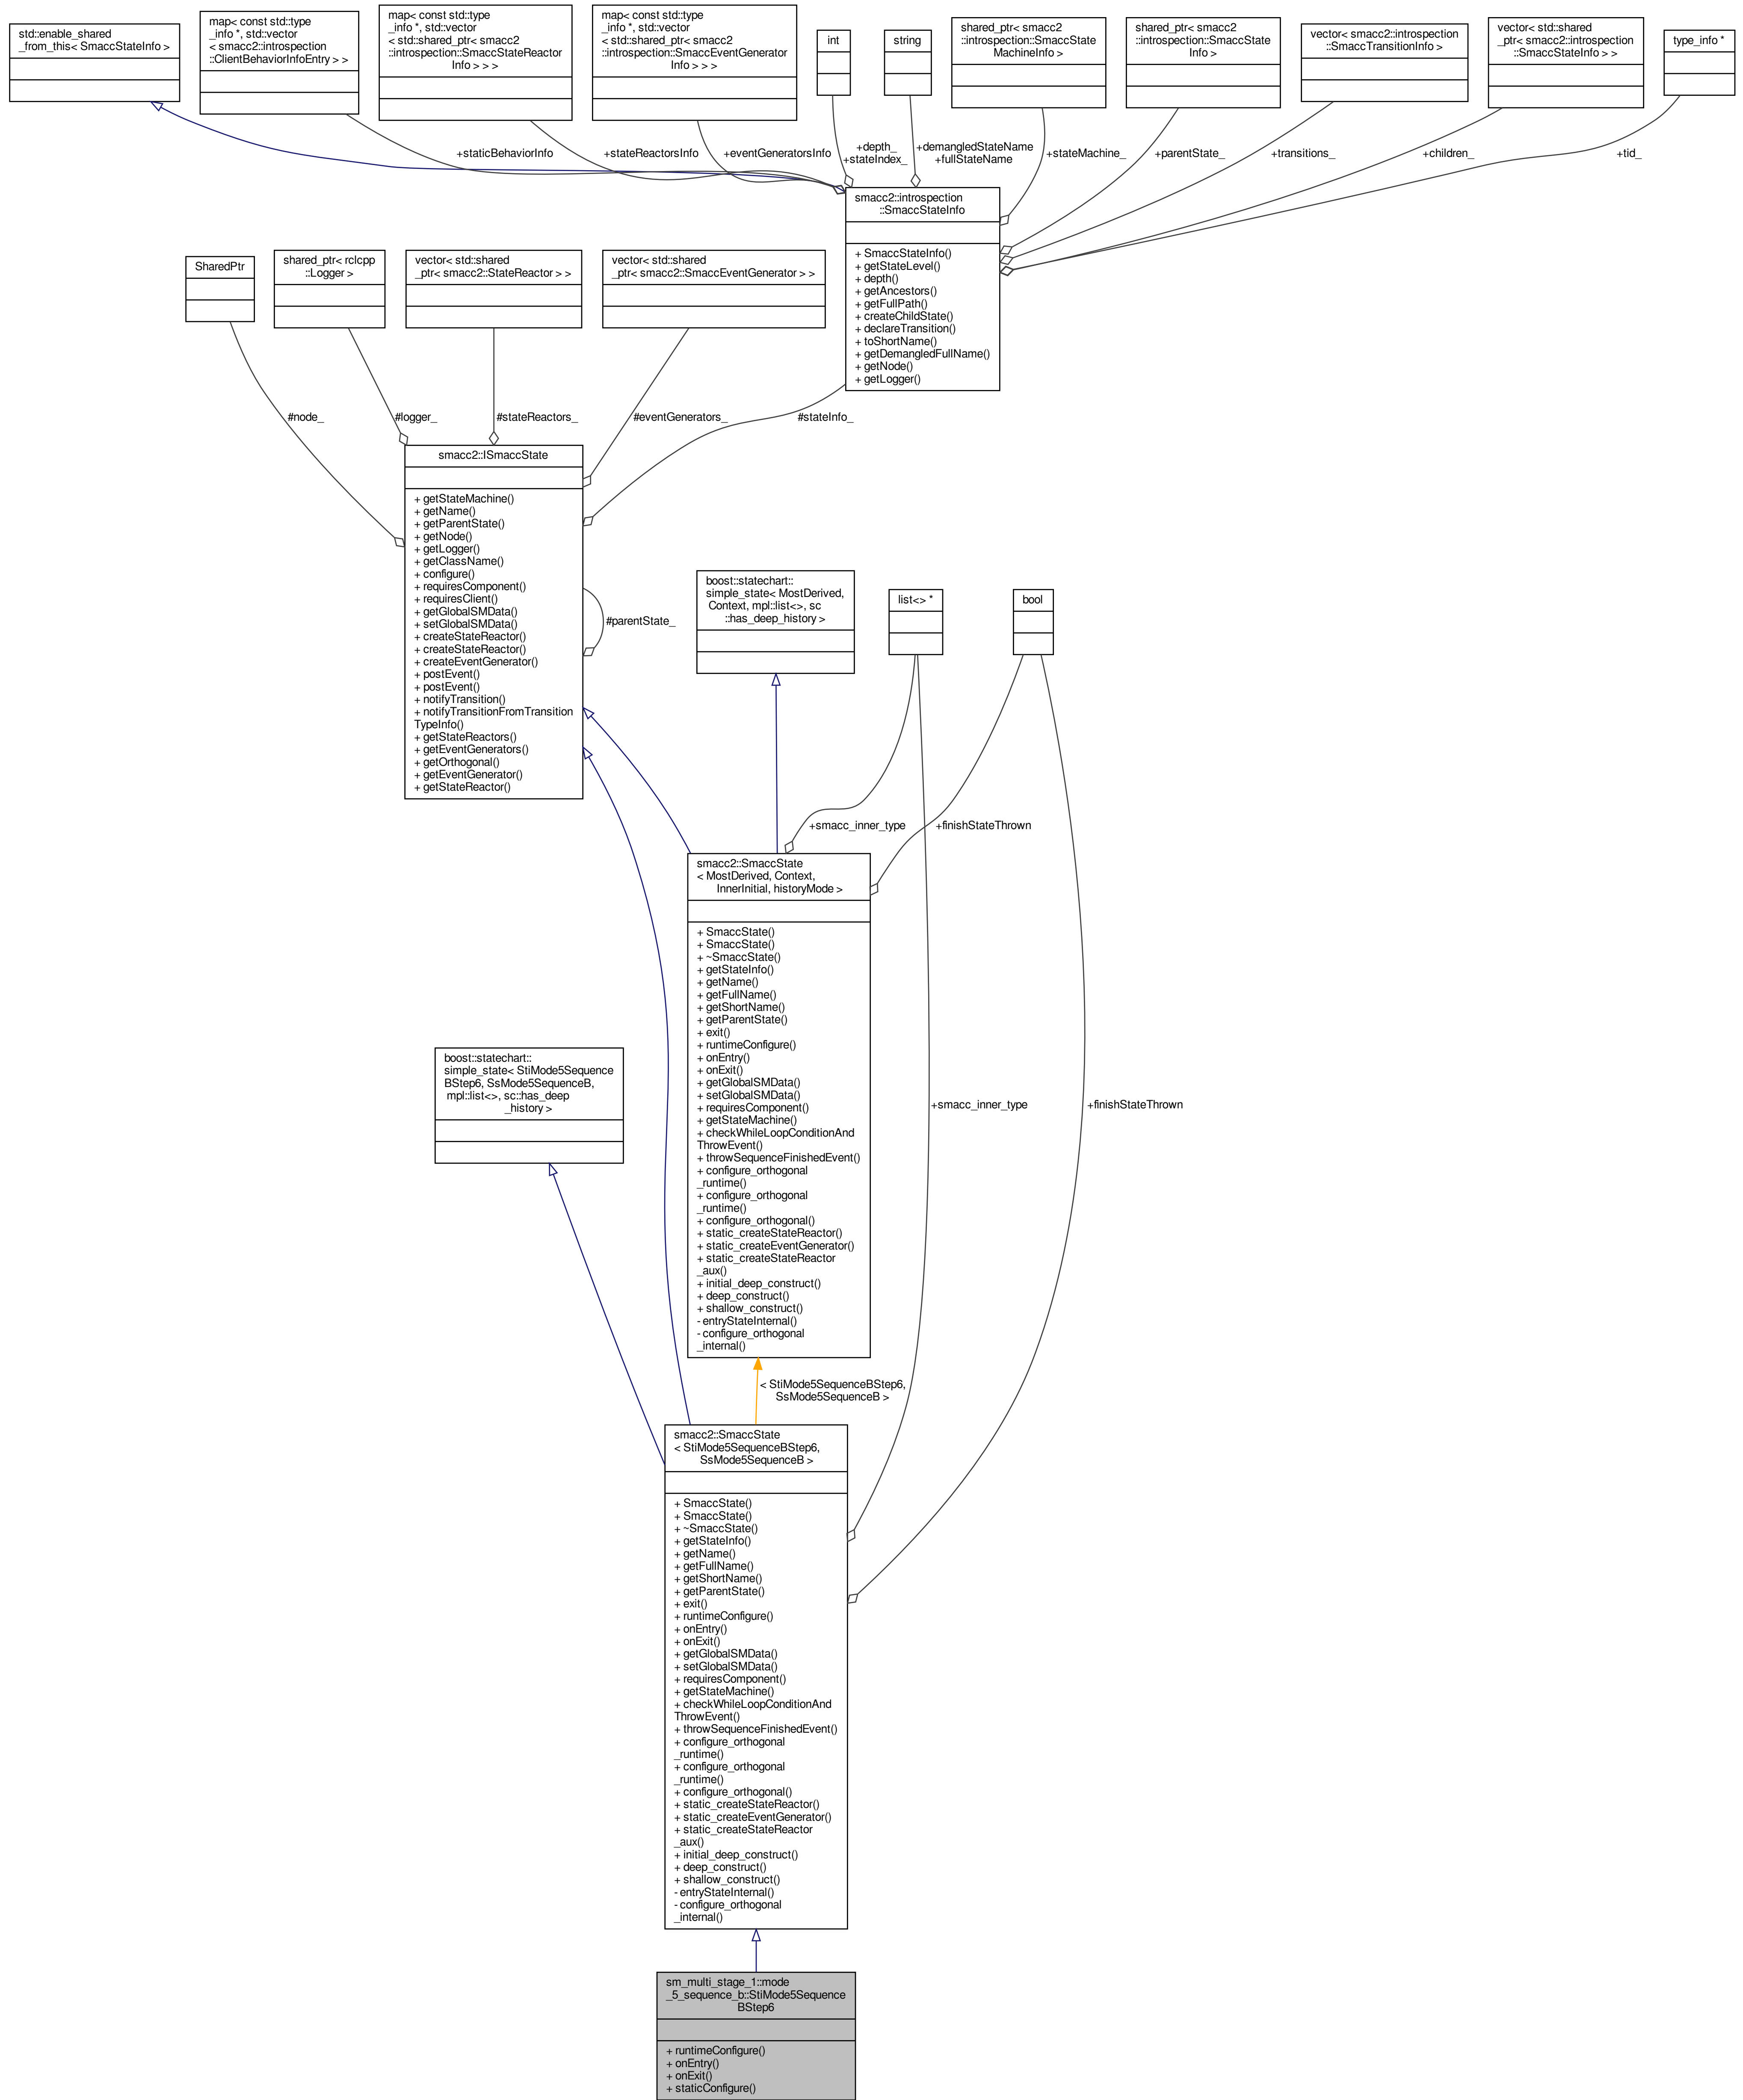 std::enable_shared
_from_this< SmaccStateInfo >
map< const std::type
_info *, std::vector
< smacc2::introspection
::ClientBehaviorInfoEntry > >
map< const std::type
_info *, std::vector
< std::shared_ptr< smacc2
::introspection::SmaccStateReactor
Info > > >
map< const std::type
_info *, std::vector
< std::shared_ptr< smacc2
::introspection::SmaccEventGenerator
Info > > >
int
string
shared_ptr< smacc2
::introspection::SmaccState
MachineInfo >
shared_ptr< smacc2
::introspection::SmaccState
Info >
vector< smacc2::introspection
::SmaccTransitionInfo >
vector< std::shared
_ptr< smacc2::introspection
::SmaccStateInfo > >
type_info *
+staticBehaviorInfo
+stateReactorsInfo
+eventGeneratorsInfo
+depth_
+stateIndex_
+demangledStateName
+fullStateName
+stateMachine_
+parentState_
+transitions_
+children_
+tid_
smacc2::introspection
::SmaccStateInfo
+ SmaccStateInfo()
+ getStateLevel()
+ depth()
+ getAncestors()
+ getFullPath()
+ createChildState()
+ declareTransition()
+ toShortName()
+ getDemangledFullName()
+ getNode()
+ getLogger()
SharedPtr
shared_ptr< rclcpp
::Logger >
vector< std::shared
_ptr< smacc2::StateReactor > >
vector< std::shared
_ptr< smacc2::SmaccEventGenerator > >
#node_
#logger_
#stateReactors_
#eventGenerators_
#stateInfo_
smacc2::ISmaccState
+ getStateMachine()
+ getName()
+ getParentState()
+ getNode()
+ getLogger()
+ getClassName()
+ configure()
+ requiresComponent()
+ requiresClient()
+ getGlobalSMData()
+ setGlobalSMData()
+ createStateReactor()
+ createStateReactor()
+ createEventGenerator()
+ postEvent()
+ postEvent()
+ notifyTransition()
+ notifyTransitionFromTransition
TypeInfo()
+ getStateReactors()
+ getEventGenerators()
+ getOrthogonal()
+ getEventGenerator()
+ getStateReactor()
#parentState_
boost::statechart::
simple_state< MostDerived,
Context, mpl::list<>, sc
::has_deep_history >
list<> *
bool
+smacc_inner_type
+finishStateThrown
smacc2::SmaccState
< MostDerived, Context,
InnerInitial, historyMode >
+ SmaccState()
+ SmaccState()
+ ~SmaccState()
+ getStateInfo()
+ getName()
+ getFullName()
+ getShortName()
+ getParentState()
+ exit()
+ runtimeConfigure()
+ onEntry()
+ onExit()
+ getGlobalSMData()
+ setGlobalSMData()
+ requiresComponent()
+ getStateMachine()
+ checkWhileLoopConditionAnd
ThrowEvent()
+ throwSequenceFinishedEvent()
+ configure_orthogonal
_runtime()
+ configure_orthogonal
_runtime()
+ configure_orthogonal()
+ static_createStateReactor()
+ static_createEventGenerator()
+ static_createStateReactor
_aux()
+ initial_deep_construct()
+ deep_construct()
+ shallow_construct()
- entryStateInternal()
- configure_orthogonal
_internal()
boost::statechart::
simple_state< StiMode5Sequence
BStep6, SsMode5SequenceB,
mpl::list<>, sc::has_deep
_history >
+smacc_inner_type
+finishStateThrown
< StiMode5SequenceBStep6,
SsMode5SequenceB >
smacc2::SmaccState
< StiMode5SequenceBStep6,
SsMode5SequenceB >
+ SmaccState()
+ SmaccState()
+ ~SmaccState()
+ getStateInfo()
+ getName()
+ getFullName()
+ getShortName()
+ getParentState()
+ exit()
+ runtimeConfigure()
+ onEntry()
+ onExit()
+ getGlobalSMData()
+ setGlobalSMData()
+ requiresComponent()
+ getStateMachine()
+ checkWhileLoopConditionAnd
ThrowEvent()
+ throwSequenceFinishedEvent()
+ configure_orthogonal
_runtime()
+ configure_orthogonal
_runtime()
+ configure_orthogonal()
+ static_createStateReactor()
+ static_createEventGenerator()
+ static_createStateReactor
_aux()
+ initial_deep_construct()
+ deep_construct()
+ shallow_construct()
- entryStateInternal()
- configure_orthogonal
_internal()
sm_multi_stage_1::mode
_5_sequence_b::StiMode5Sequence
BStep6
+ runtimeConfigure()
+ onEntry()
+ onExit()
+ staticConfigure()